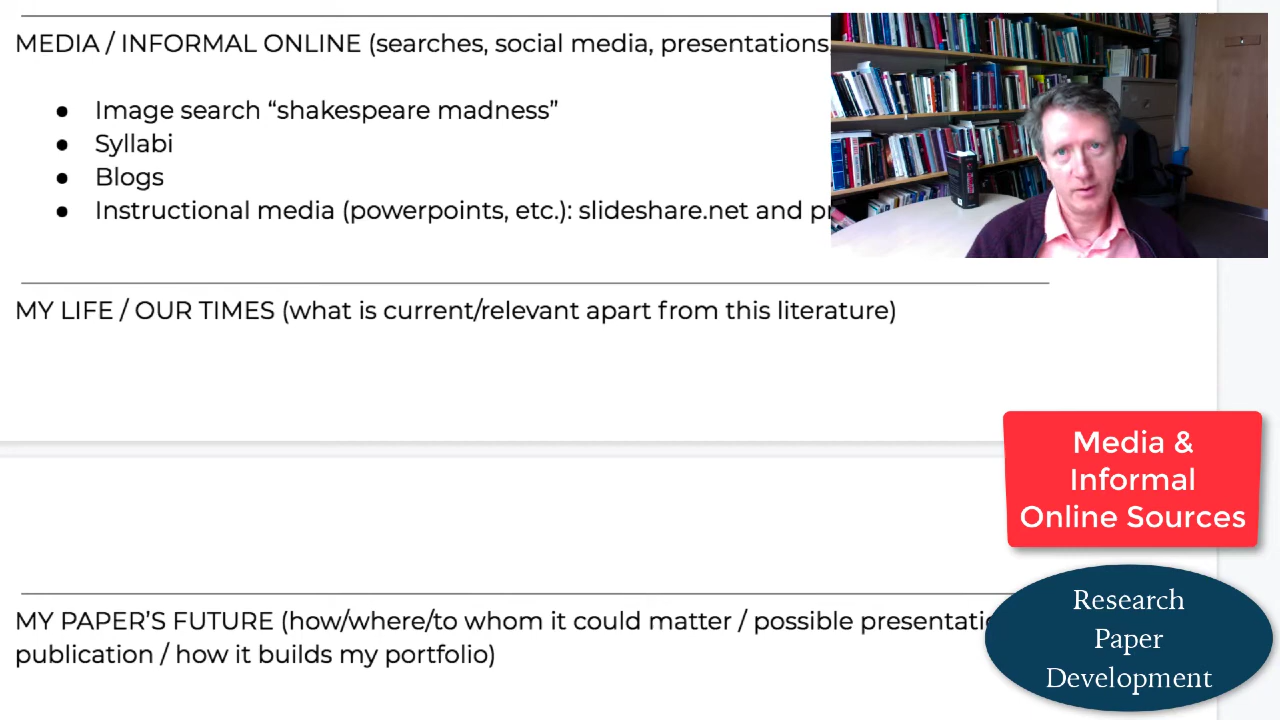 MEDIA / INFORMAL ONLINE (searches, social media, presentations,
● Image search “shakespeare madness”
● Syllabi
● Blogs
● Instructional media (powerpoints, etc.): slideshare.net and
MY LIFE / OUR TIMES (what is current/relevant apart from this literature)
Media &
Informal
Online Sources
MY PAPER’S FUTURE (how/where/to whom it could matter / possible
publication / how it builds my portfolio)
Research
Paper
Development